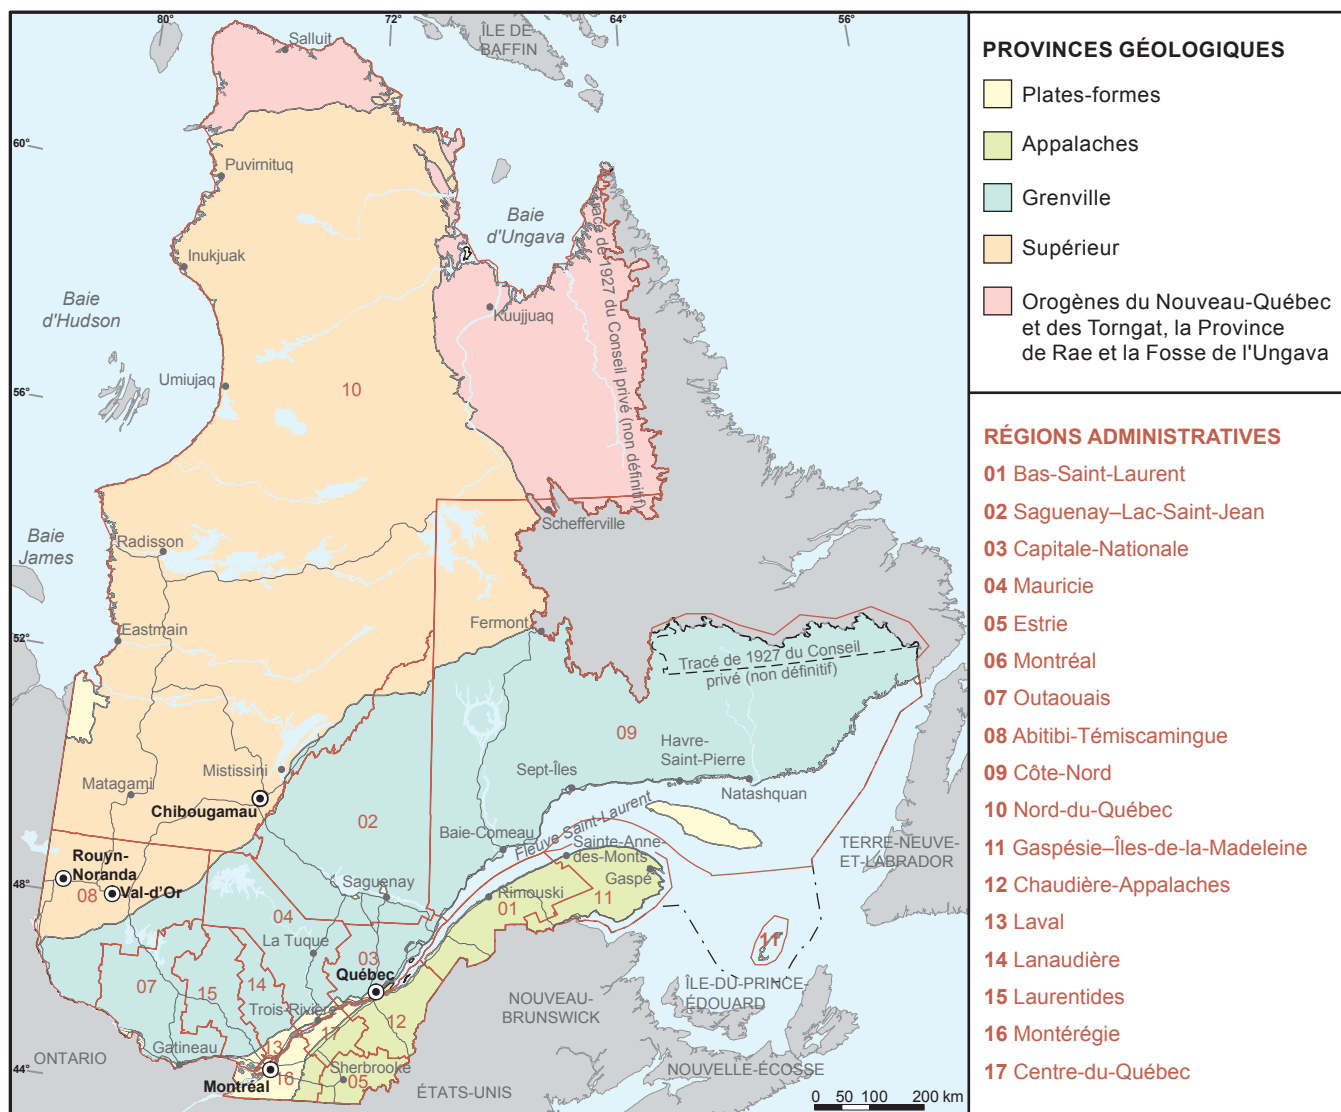 80°
72°
64°
56°
60°
56°
52°
48°
44°
Salluit
ÎLE DE
BAFFIN
Puvirnituq
Baie
d'Ungava
Inukjuak
Baie
d'Hudson
Kuujjuaq
Tracé de 1927 du Conseil privé (non définitif)
Umiujaq
10
Schefferville
Baie
James
Radisson
Eastmain
Fermont
Tracé de 1927 du Conseil
privé (non définitif)
09
Havre-
Saint-Pierre
Sept-Îles
Natashquan
Mistissini
Matagami
Chibougamau
02
Baie-Comeau
Fleuve Saint-Laurent
Sainte-Anne-
des-Monts
Gaspé
TERRE-NEUVE-
ET-LABRADOR
Rouyn-
Noranda
Val-d'Or
08
Saguenay
Rimouski
01
11
04
La Tuque
03
Québec
11
07
15
14
Trois-Rivière
ÎLE-DU-PRINCE-
ÉDOUARD
NOUVEAU-
BRUNSWICK
17
12
13
Gatineau
ONTARIO
Sherbrooke
Montréal
16
05
ÉTATS-UNIS
NOUVELLE-ÉCOSSE
0 50 100 200 km
PROVINCES GÉOLOGIQUES
Plates-formes
Appalaches
Grenville
Supérieur
Orogènes du Nouveau-Québec
et des Torngat, la Province
de Rae et la Fosse de l'Ungava
RÉGIONS ADMINISTRATIVES
01 Bas-Saint-Laurent
02 Saguenay–Lac-Saint-Jean
03 Capitale-Nationale
04 Mauricie
05 Estrie
06 Montréal
07 Outaouais
08 Abitibi-Témiscamingue
09 Côte-Nord
10 Nord-du-Québec
11 Gaspésie–Îles-de-la-Madeleine
12 Chaudière-Appalaches
13 Laval
14 Lanaudière
15 Laurentides
16 Montérégie
17 Centre-du-Québec